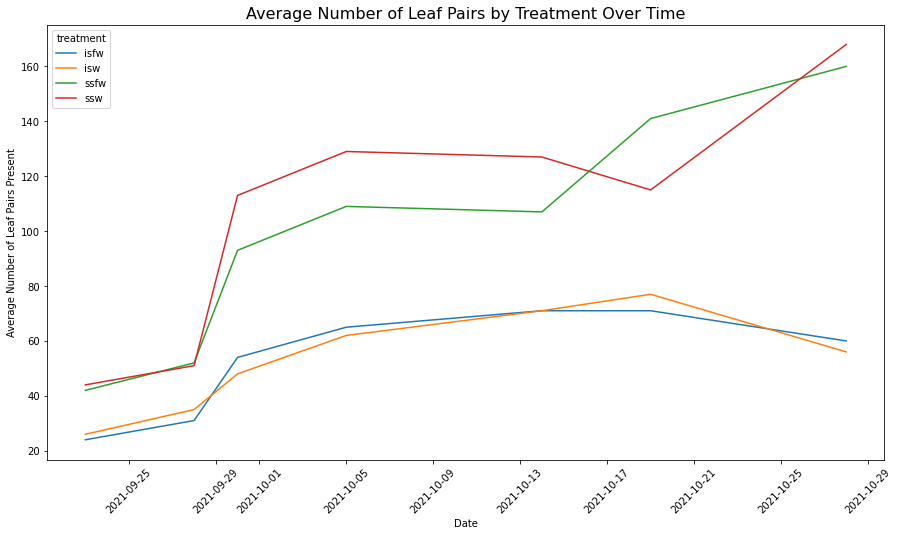 Average Number of Leaf Pairs by Treatment Over Time
treatment
isfw
isw
ssfw
ssw
160
140
120
100
80
60
40
20
Average Number of Leaf Pairs Present
2021-09-25
2021-09-29
2021-10-01
2021-10-05
2021-10-09
2021-10-13
2021-10-17
2021-10-21
2021-10-25
2021-10-29
Date